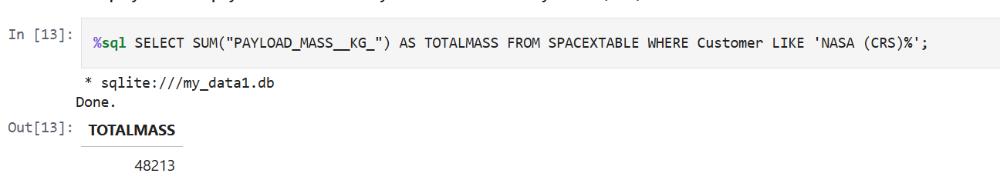 In [13]: %sql SELECT SUM("PAYLOAD_MASS__KG_") AS TOTALMASS FROM SPACEXTABLE WHERE Customer LIKE 'NASA (CRS)%';
* sqlite:///my_data1.db
Done.
Out[13]: TOTALMASS
48213